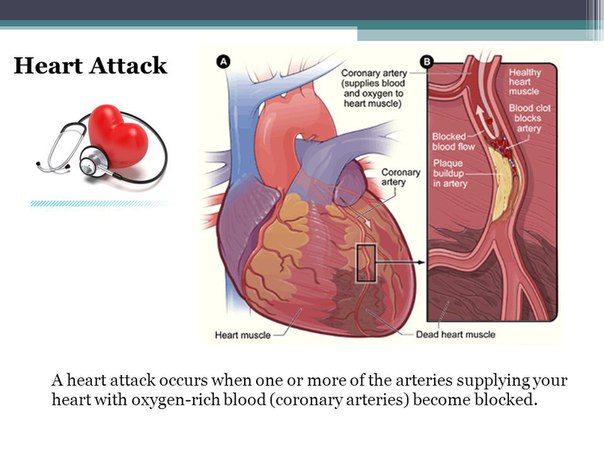 Heart Attack
A
Coronary artery
(supplies blood
and oxygen to
heart muscle)
Coronary
artery
Heart muscle
Dead heart muscle
B
Healthy
heart
muscle
Blood clot
blocks
artery
Blocked
blood flow
Plaque
buildup
in artery
A heart attack occurs when one or more of the arteries supplying your
heart with oxygen-rich blood (coronary arteries) become blocked.